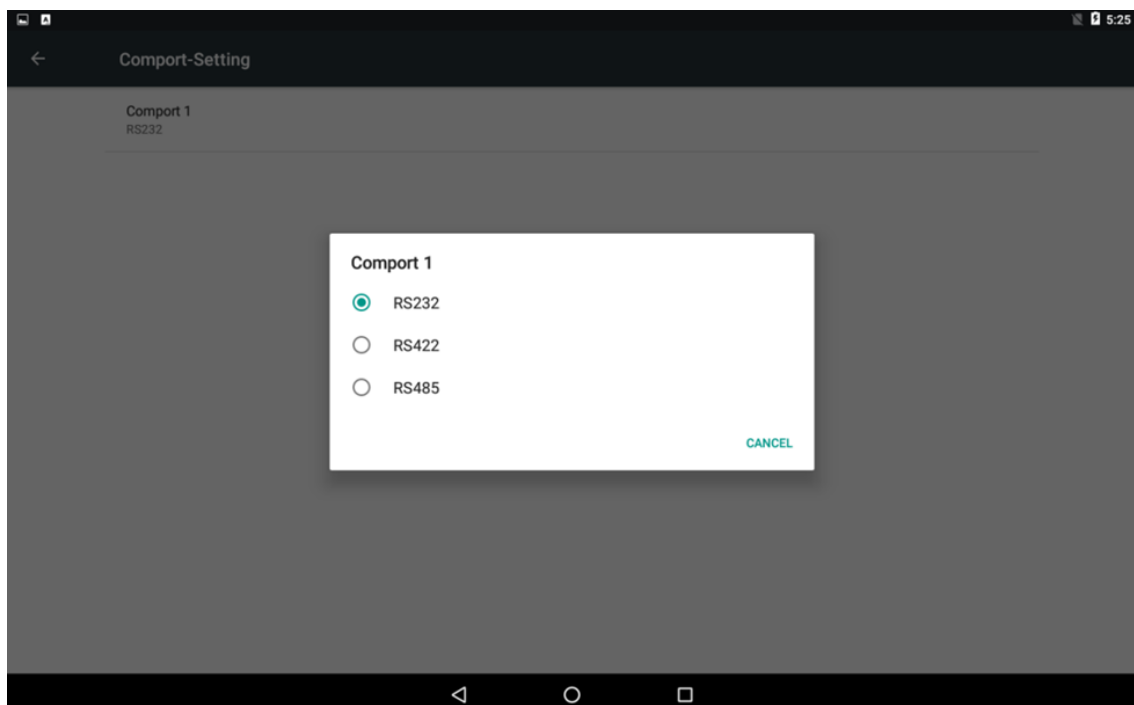 5:25
Comport-Setting
Comport 1
RS232
Comport 1
RS232
RS422
RS485
CANCEL